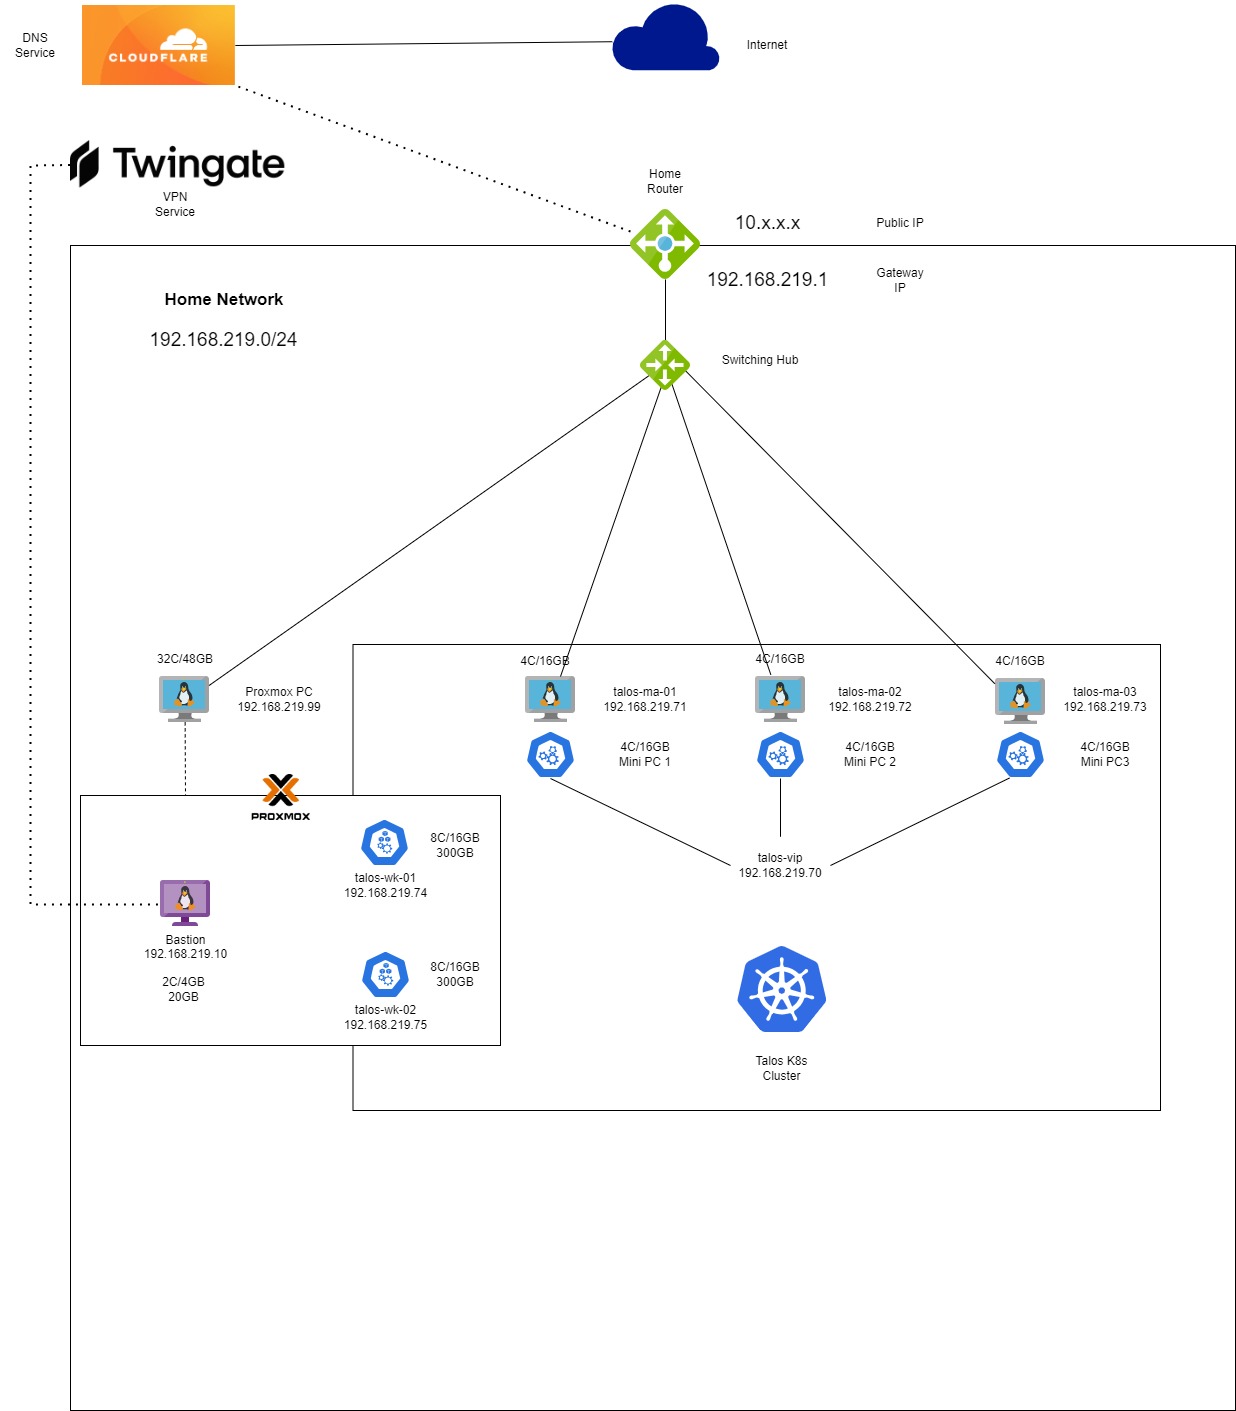 DNS
Service
CLOUDFLARE
Internet
Twingate
VPN
Service
Home
Router
10.x.x.x
Public IP
192.168.219.1
Gateway
IP
Home Network
192.168.219.0/24
Switching Hub
32C/48GB
Proxmox PC
192.168.219.99
4C/16GB
talos-ma-01
192.168.219.71
4C/16GB
Mini PC 1
4C/16GB
talos-ma-02
192.168.219.72
4C/16GB
Mini PC 2
4C/16GB
talos-ma-03
192.168.219.73
4C/16GB
Mini PC3
PROXMOX
talos-vip
192.168.219.70
8C/16GB
300GB
talos-wk-01
192.168.219.74
Bastion
192.168.219.10
2C/4GB
20GB
8C/16GB
300GB
talos-wk-02
192.168.219.75
Talos K8s
Cluster